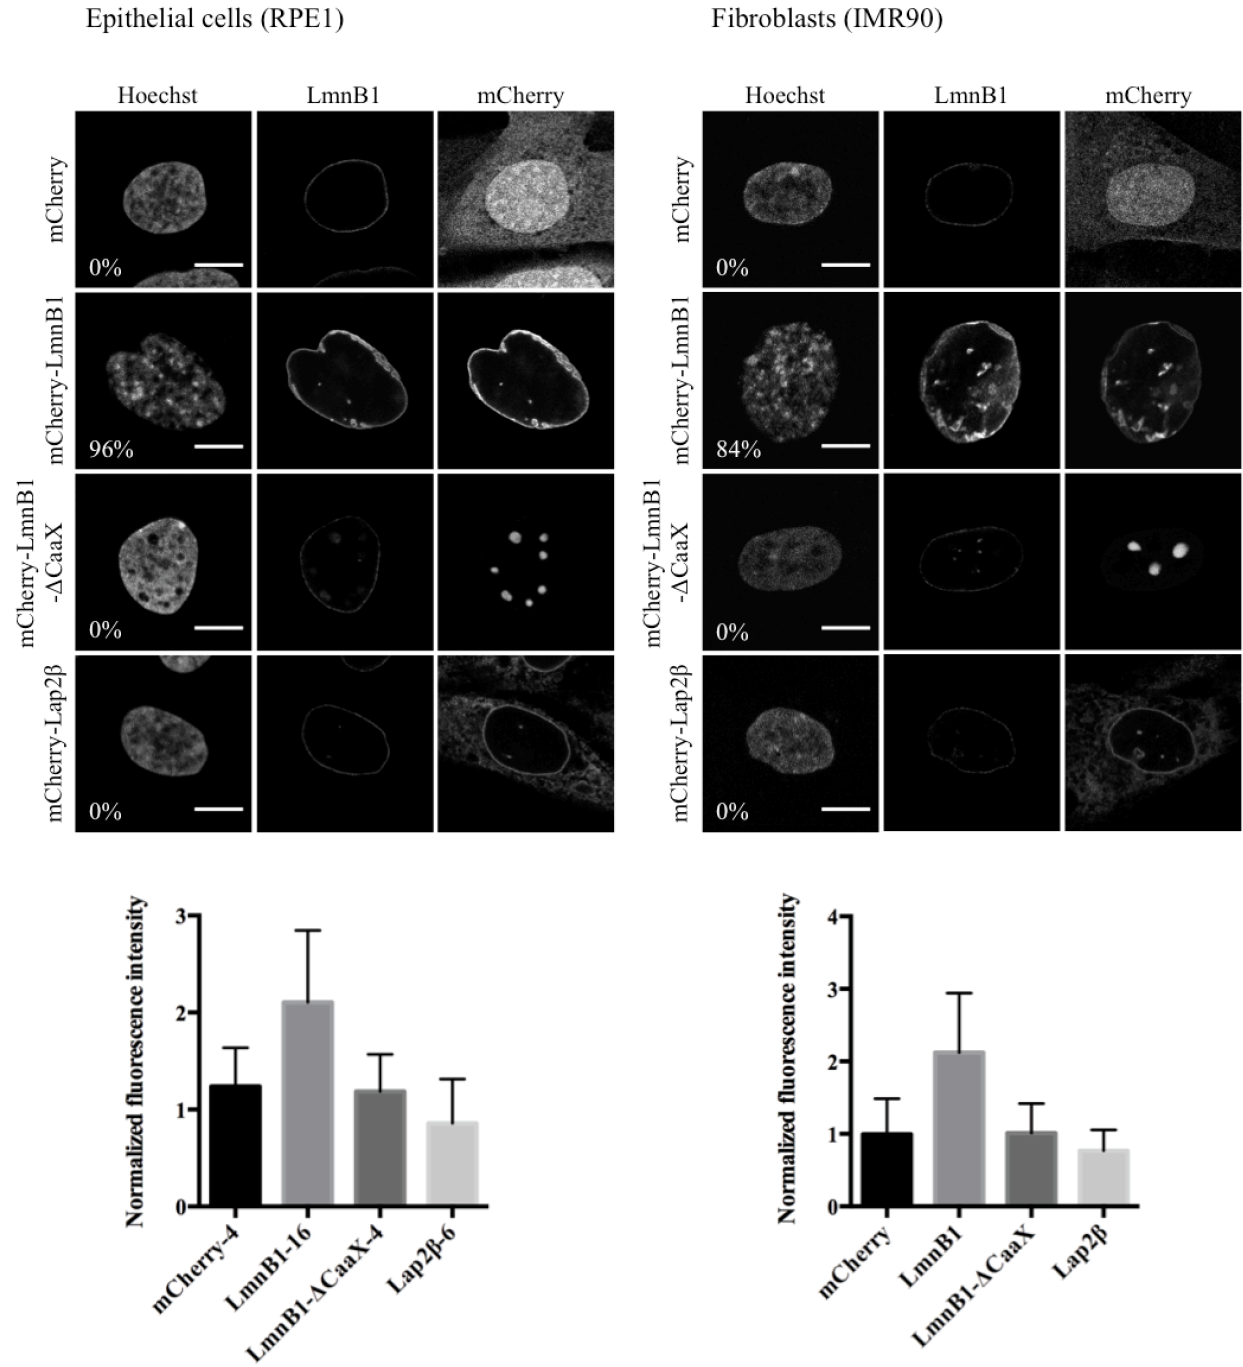 Epithelial cells (RPE1)
Fibroblasts (IMR90)
Hoechst LmnB1 mCherry
Hoechst LmnB1 mCherry
mCherry
0%
mCherry
0%
mCherry-LmnB1
96%
mCherry-LmnB1
84%
mCherry-LmnB1
-ΔCaaX
0%
mCherry-LmnB1
-ΔCaaX
0%
mCherry-Lap2β
0%
mCherry-Lap2β
0%
Normalized fluorescence intensity
3
2
1
0
mCherry-4
LmnB1-16
LmnB1-ΔCaaX-4
Lap2β-6
Normalized fluorescence intensity
4
3
2
1
0
mCherry
LmnB1
LmnB1-ΔCaaX
Lap2β